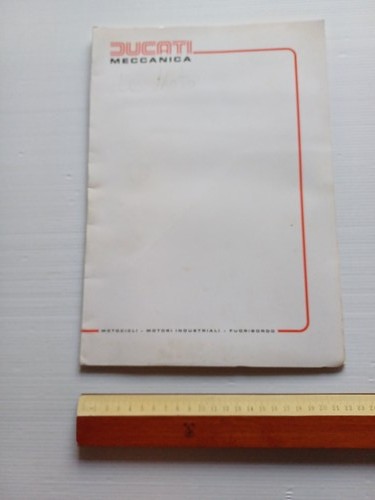 DUCATI
MECCANICA
MOTOCICLI - MOTORI INDUSTRIALI - FUORIBORDO